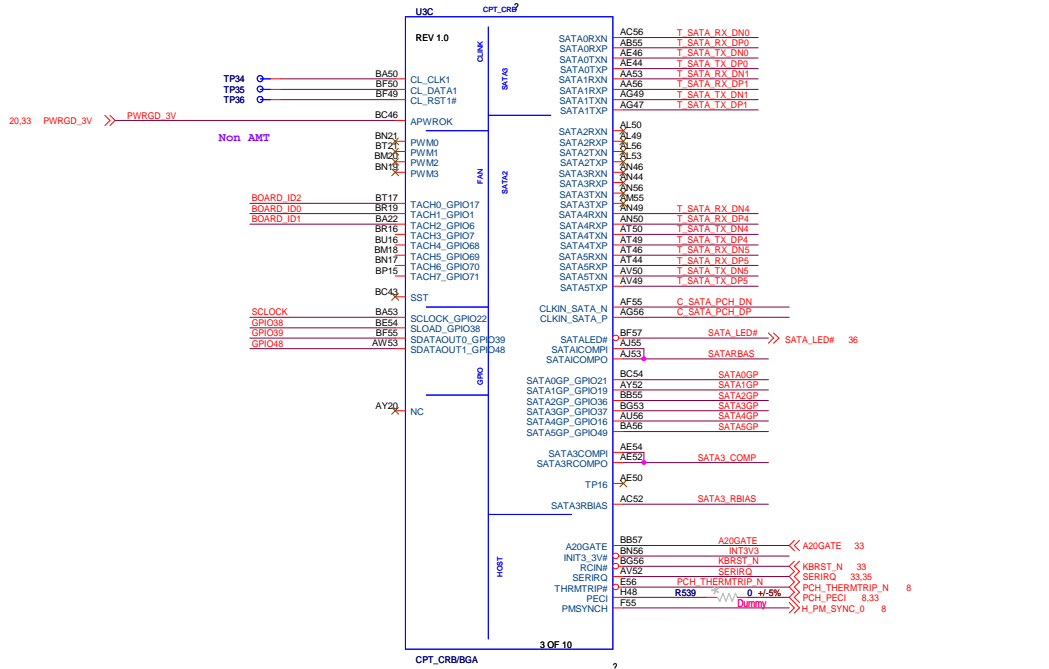 U3C
CPT_CRB
?
REV 1.0
CLINK
SATA3
FAN
SATA2
GPIO
HOST
TP34
BA50
CL_CLK1
TP35
BF50
CL_DATA1
TP36
BF49
CL_RST1#
20,33 PWRGD_3V
PWRGD_3V
BC46
APWROK
Non AMT
BN21
PWM0
BT21
PWM1
BM20
PWM2
BN19
PWM3
BOARD_ID2
BT17
TACH0_GPIO17
BOARD_ID0
BR19
TACH1_GPIO1
BOARD_ID1
BA22
TACH2_GPIO6
BR16
TACH3_GPIO7
BU16
TACH4_GPIO68
BM18
TACH5_GPIO69
BN17
TACH6_GPIO70
BP15
TACH7_GPIO71
BC43
SST
SCLOCK
BA53
SCLOCK_GPIO22
GPIO38
BE54
SLOAD_GPIO38
GPIO39
BF55
SDATAOUT0_GPIO39
GPIO48
AW53
SDATAOUT1_GPIO48
AY20
NC
SATA0RXN AC56 T_SATA_RX_DN0
SATA0RXP AB55 T_SATA_RX_DP0
SATA0TXN AE46 T_SATA_TX_DN0
SATA0TXP AE44 T_SATA_TX_DP0
SATA1RXN AA53 T_SATA_RX_DN1
SATA1RXP AA56 T_SATA_RX_DP1
SATA1TXN AG49 T_SATA_TX_DN1
SATA1TXP AG47 T_SATA_TX_DP1
SATA2RXN AL50
SATA2RXP AL49
SATA2TXN AL56
SATA2TXP AL53
SATA3RXN AN46
SATA3RXP AN44
SATA3TXN AN56
SATA3TXP AM55
SATA4RXN AN49 T_SATA_RX_DN4
SATA4RXP AN50 T_SATA_RX_DP4
SATA4TXN AT50 T_SATA_TX_DN4
SATA4TXP AT49 T_SATA_TX_DP4
SATA5RXN AT46 T_SATA_RX_DN5
SATA5RXP AT44 T_SATA_RX_DP5
SATA5TXN AV50 T_SATA_TX_DN5
SATA5TXP AV49 T_SATA_TX_DP5
CLKIN_SATA_N AF55 C_SATA_PCH_DN
CLKIN_SATA_P AG56 C_SATA_PCH_DP
SATALED# BF57 SATA_LED# SATA_LED# 36
SATAICOMPI AJ55
SATAICOMPO AJ53 SATARBAS
SATA0GP_GPIO21 BC54 SATA0GP
SATA1GP_GPIO19 AY52 SATA1GP
SATA2GP_GPIO36 BB55 SATA2GP
SATA3GP_GPIO37 BG53 SATA3GP
SATA4GP_GPIO16 AU56 SATA4GP
SATA5GP_GPIO49 BA56 SATA5GP
SATA3COMPI AE54
SATA3RCOMPO AE52 SATA3_COMP
TP16 AE50
SATA3RBIAS AC52 SATA3_RBIAS
A20GATE BB57 A20GATE A20GATE 33
INIT3_3V# BN56 INT3V3
RCIN# BG56 KBRST_N KBRST_N 33
SERIRQ AV52 SERIRQ SERIRQ 33,35
THRMTRIP# E56 PCH_THERMTRIP_N PCH_THERMTRIP_N 8
PECI H48 R539 * 0 +/-5% PCH_PECI 8,33
Dummy
PMSYNCH F55 H_PM_SYNC_0 8
3 OF 10
CPT_CRB/BGA
?